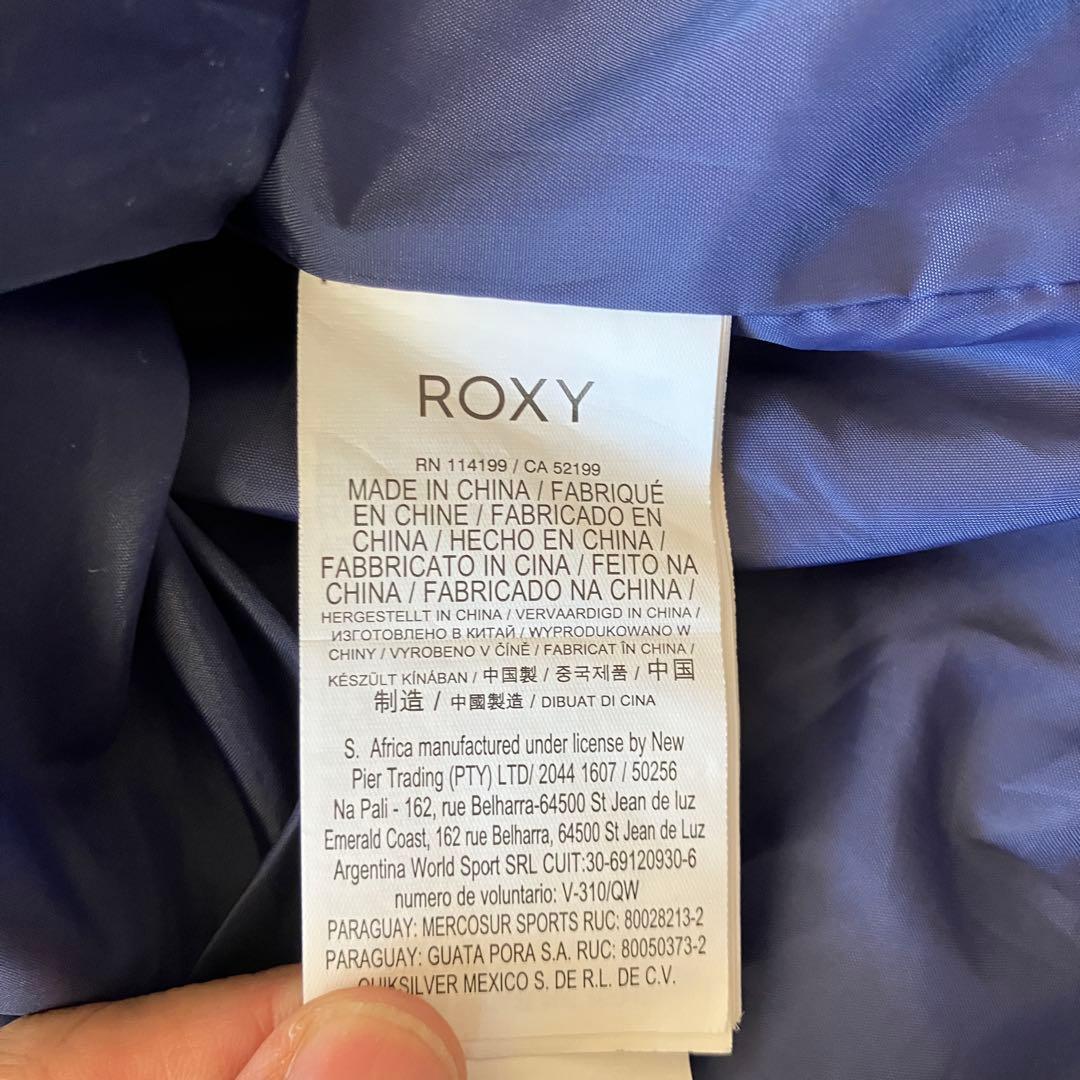 ROXY
RN 114199 / CA 52199
MADE IN CHINA / FABRIQUÉ
EN CHINE / FABRICADO EN
CHINA / HECHO EN CHINA /
FABBRICATO IN CINA / FEITO NA
CHINA / FABRICADO NA CHINA /
HERGESTELLT IN CHINA / VERVAARDIGD IN CHINA /
ИЗГОТОВЛЕНО В КИТАЙ / WYPRODUKOWANO W
CHINY / VYROBENO V ČÍNĚ / FABRICAT ÎN CHINA /
KÉSZÜLT KÍNÁBAN / 中国製 / 중국제품 / 中国
制造 / 中國製造 / DIBUAT DI CINA
S. Africa manufactured under license by New
Pier Trading (PTY) LTD/ 2044 1607 / 50256
Na Pali - 162, rue Belharra-64500 St Jean de luz
Emerald Coast, 162 rue Belharra, 64500 St Jean de Luz
Argentina World Sport SRL CUIT:30-69120930-6
numero de voluntario: V-310/QW
PARAGUAY: MERCOSUR SPORTS RUC: 80028213-2
PARAGUAY: GUATA PORA S.A. RUC: 80050373-2
QUIKSILVER MEXICO S. DE R.L. DE C.V.